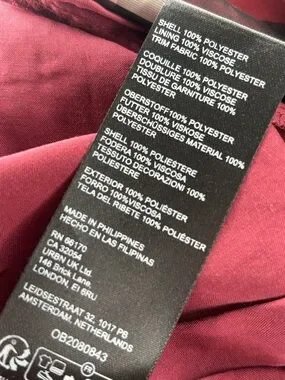 SHELL 100% POLYESTER
LINING 100% VISCOSE
TRIM FABRIC 100% POLYESTER
COQUILLE 100% POLYESTER
DOUBLURE 100% VISCOSE
TISSU DE GARNITURE 100%
POLYESTER
OBERSTOFF 100% POLYESTER
FUTTER 100% VISKOSE
ÜBERSCHÜSSIGES MATERIAL 100%
POLYESTER
SHELL 100% POLIESTERE
FODERA 100% VISCOSA
TESSUTO DECORAZIONI 100%
POLIESTERE
EXTERIOR 100% POLIÉSTER
FORRO 100% VISCOSA
TELA DEL RIBETE 100% POLIÉSTER
MADE IN PHILIPPINES
HECHO EN LAS FILIPINAS
RN 66170
CA 32054
URBN UK Ltd.
146 Brick Lane,
LONDON, E1 6RU
LEIDSESTRAAT 32, 1017 PB
AMSTERDAM, NETHERLANDS
OB2080843